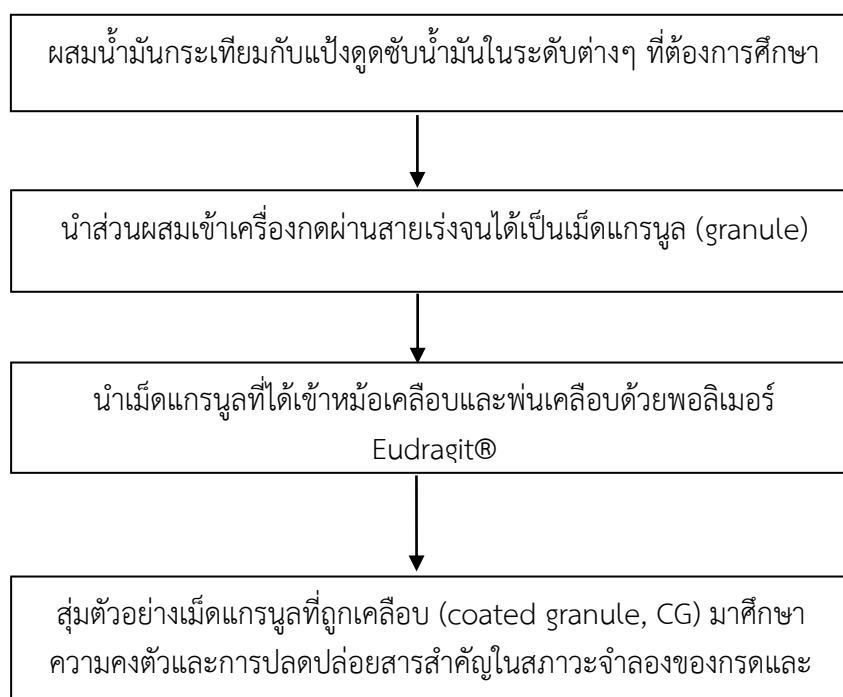 ผสมน้ำมันกระเทียมกับแป้งดูดซับน้ำมันในระดับต่างๆ ที่ต้องการศึกษา
นำส่วนผสมเข้าเครื่องกดผ่านสายเร่งจนได้เป็นเม็ดแกรนูล (granule)
นำเม็ดแกรนูลที่ได้เข้าหม้อเคลือบและพ่นเคลือบด้วยพอลิเมอร์
Eudragit®
สุ่มตัวอย่างเม็ดแกรนูลที่ถูกเคลือบ (coated granule, CG) มาศึกษา
ความคงตัวและการปลดปล่อยสารสำคัญในสภาวะจำลองของกรดและ